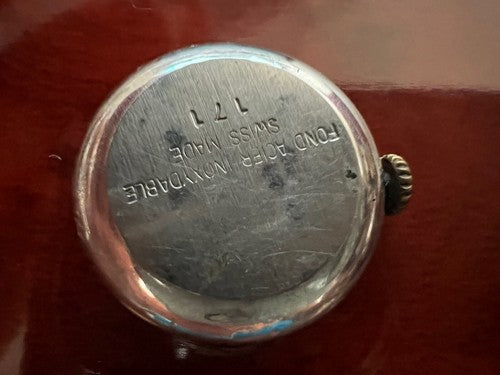 FOND ACIER INOXYDABLE
SWISS MADE
171